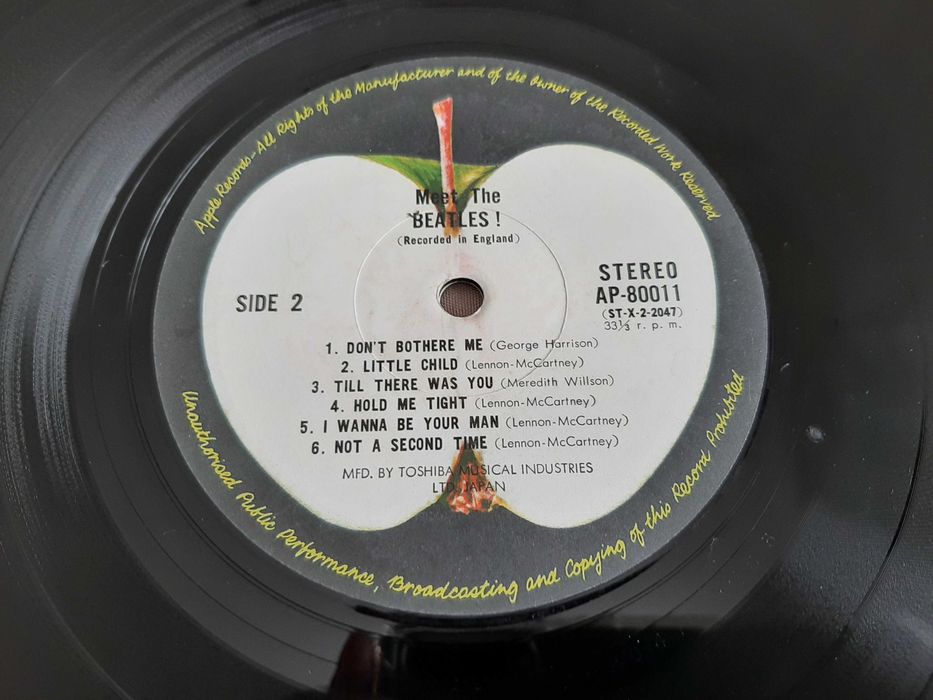 Apple Records-All Rights of the Manufacturer and of the Owner of the Recorded Work Reserved
Meet The
BEATLES!
(Recorded in England)
SIDE 2
STEREO
AP-80011
(ST-X-2-2047)
33⅓ r. p. m.
1. DON'T BOTHERE ME (George Harrison)
2. LITTLE CHILD (Lennon-McCartney)
3. TILL THERE WAS YOU (Meredith Willson)
4. HOLD ME TIGHT (Lennon-McCartney)
5. I WANNA BE YOUR MAN (Lennon-McCartney)
6. NOT A SECOND TIME (Lennon-McCartney)
MFD. BY TOSHIBA MUSICAL INDUSTRIES
LTD. JAPAN
Unauthorised Public Performance, Broadcasting and Copying of this Record Prohibited